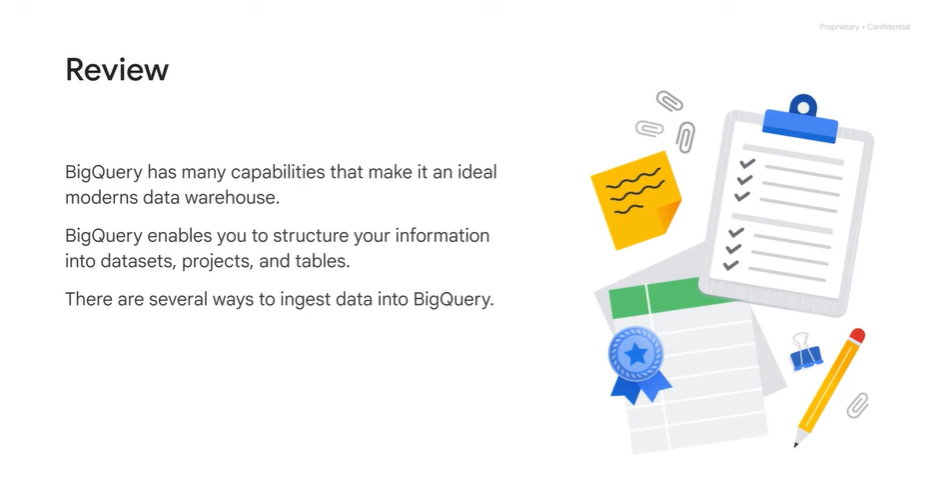 Proprietary + Confidential
Review
BigQuery has many capabilities that make it an ideal
moderns data warehouse.
BigQuery enables you to structure your information
into datasets, projects, and tables.
There are several ways to ingest data into BigQuery.